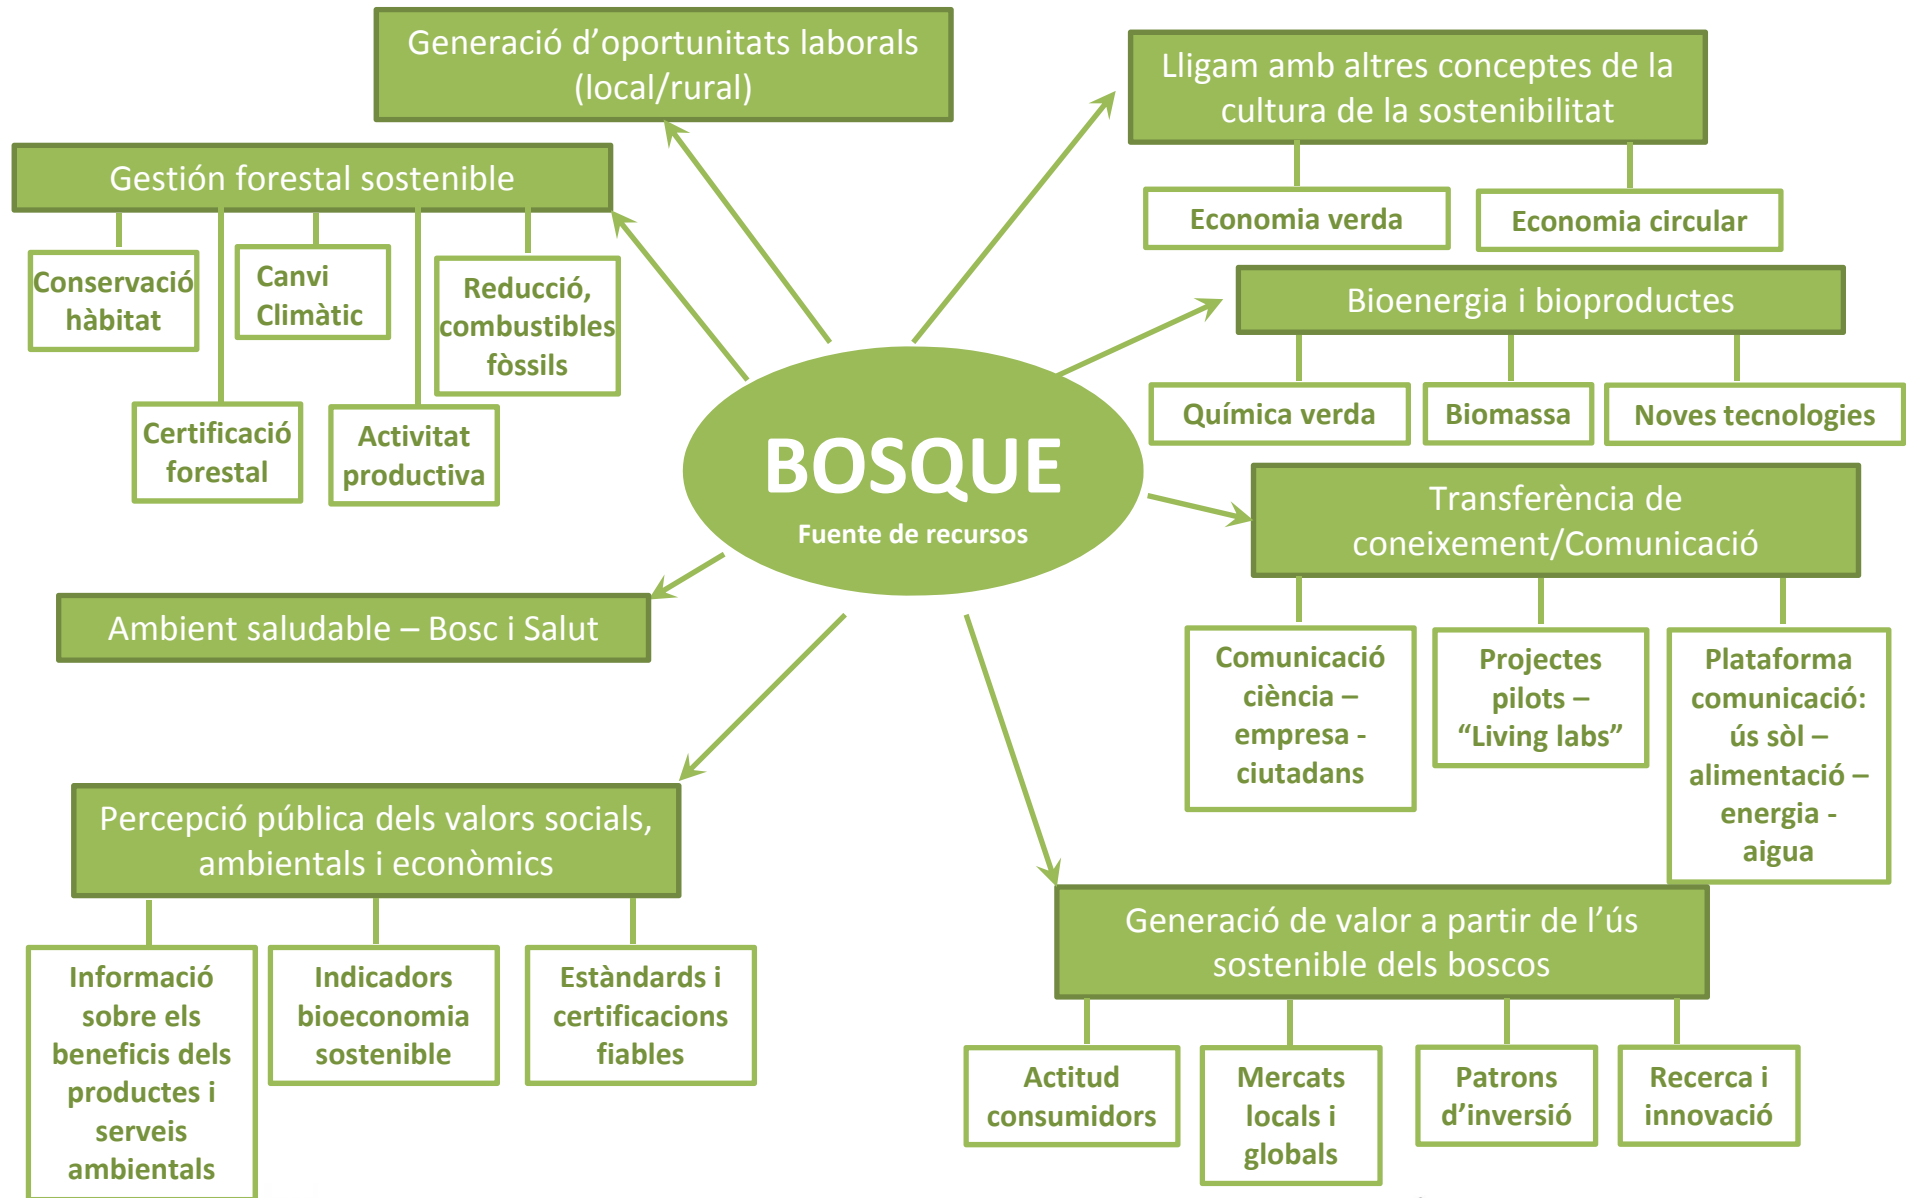 Generació d’oportunitats laborals
(local/rural)
Lligam amb altres conceptes de la
cultura de la sostenibilitat
Economia verda
Economia circular
Gestión forestal sostenible
Conservació
hàbitat
Canvi
Climàtic
Reducció,
combustibles
fòssils
Certificació
forestal
Activitat
productiva
Bioenergia i bioproductes
Química verda
Biomassa
Noves tecnologies
BOSQUE
Fuente de recursos
Transferència de
coneixement/Comunicació
Comunicació
ciència –
empresa -
ciutadans
Projectes
pilots –
“Living labs”
Plataforma
comunicació:
ús sòl –
alimentació –
energia -
aigua
Ambient saludable – Bosc i Salut
Percepció pública dels valors socials,
ambientals i econòmics
Informació
sobre els
beneficis dels
productes i
serveis
ambientals
Indicadors
bioeconomia
sostenible
Estàndards i
certificacions
fiables
Generació de valor a partir de l’ús
sostenible dels boscos
Actitud
consumidors
Mercats
locals i
globals
Patrons
d’inversió
Recerca i
innovació